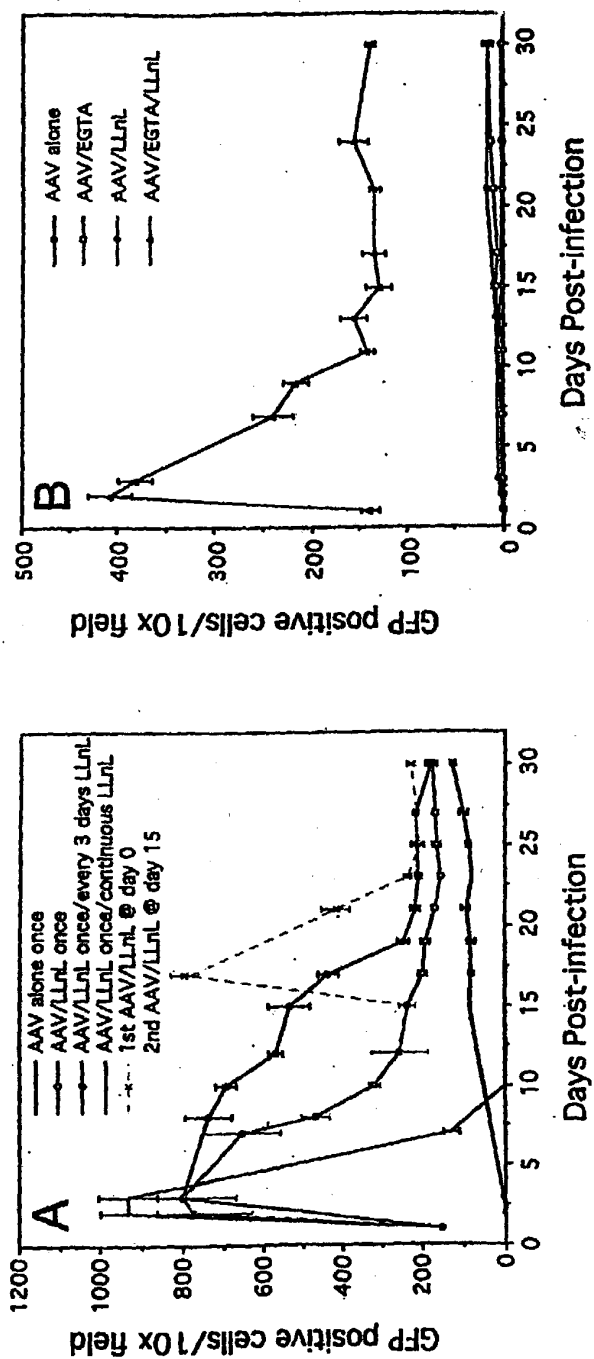 A
1200
1000
800
600
400
200
0
GFP positive cells/10x field
AAV alone once
AAV/LLnL once
AAV/LLnL once/every 3 days LLnL
AAV/LLnL once/continuous LLnL
1st AAV/LLnL @ day 0
2nd AAV/LLnL @ day 15
0 5 10 15 20 25 30
Days Post-infection
B
500
400
300
200
100
0
GFP positive cells/10x field
AAV alone
AAV/EGTA
AAV/LLnL
AAV/EGTA/LLnL
0 5 10 15 20 25 30
Days Post-infection